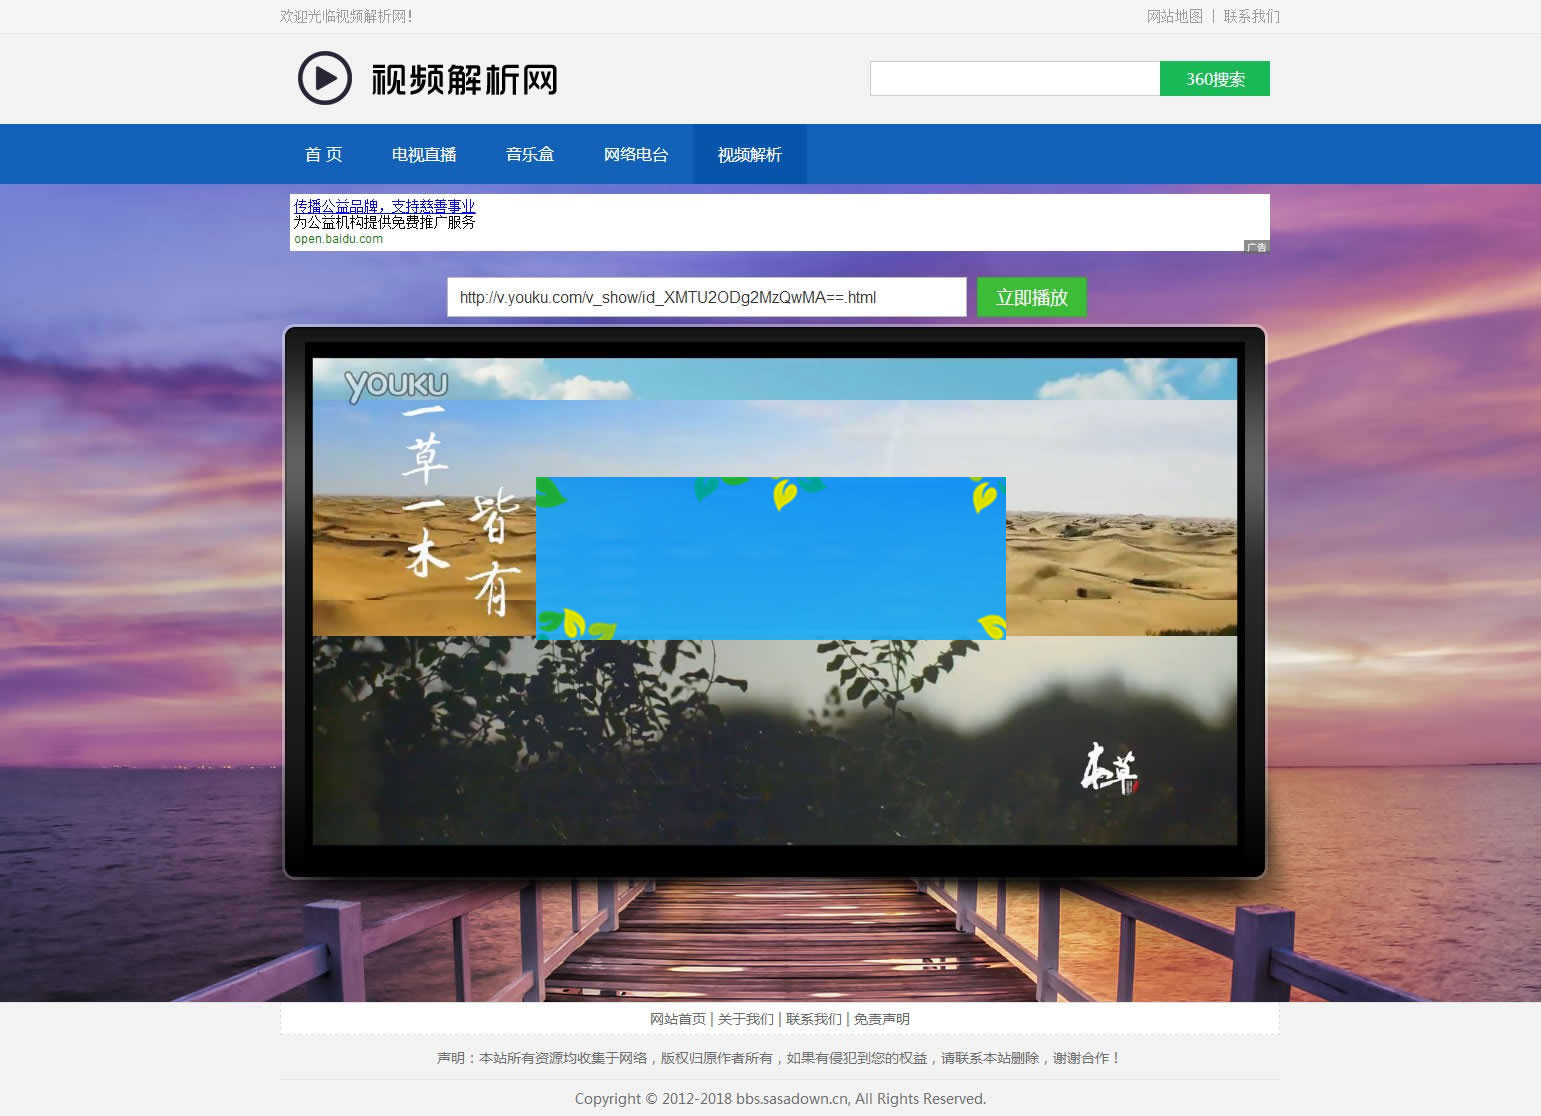 欢迎光临视频解析网！
网站地图 | 联系我们
视频解析网
360搜索
首 页 电视直播 音乐盒 网络电台 视频解析
传播公益品牌，支持慈善事业
为公益机构提供免费推广服务
open.baidu.com
广告
http://v.youku.com/v_show/id_XMTU2ODg2MzQwMA==.html
立即播放
YOUKU
一草一木
皆有
本草
网站首页 | 关于我们 | 联系我们 | 免责声明
声明：本站所有资源均收集于网络，版权归原作者所有，如果有侵犯到您的权益，请联系本站删除，谢谢合作！
Copyright © 2012-2018 bbs.sasadown.cn, All Rights Reserved.